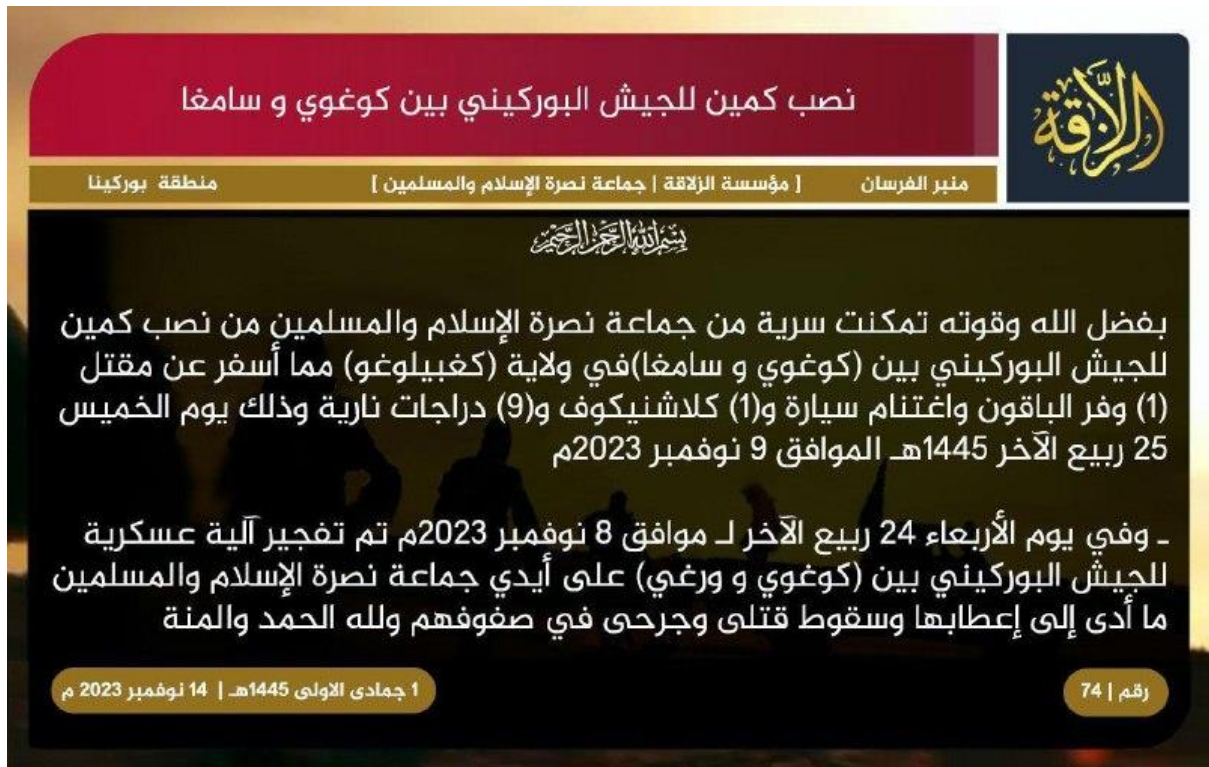 نصب كمين للجيش البوركيني بين كوغوي و سامغا
الزلاقة
منبر الفرسان
[ مؤسسة الزلاقة | جماعة نصرة الإسلام والمسلمين ]
منطقة بوركينا
بسم الله الرحمن الرحيم
بفضل الله وقوته تمكنت سرية من جماعة نصرة الإسلام والمسلمين من نصب كمين
للجيش البوركيني بين (كوغوي و سامغا)في ولاية (كغبيلوغو) مما أسفر عن مقتل
(1) وفر الباقون واغتنام سيارة و(1) كلاشنيكوف و(9) دراجات نارية وذلك يوم الخميس
25 ربيع الآخر 1445هـ الموافق 9 نوفمبر 2023م
ـ وفي يوم الأربعاء 24 ربيع الآخر لـ موافق 8 نوفمبر 2023م تم تفجير آلية عسكرية
للجيش البوركيني بين (كوغوي و ورغي) على أيدي جماعة نصرة الإسلام والمسلمين
ما أدى إلى إعطابها وسقوط قتلى وجرحى في صفوفهم ولله الحمد والمنة
رقم | 74
1 جمادى الاولى 1445هـ | 14 نوفمبر 2023 م